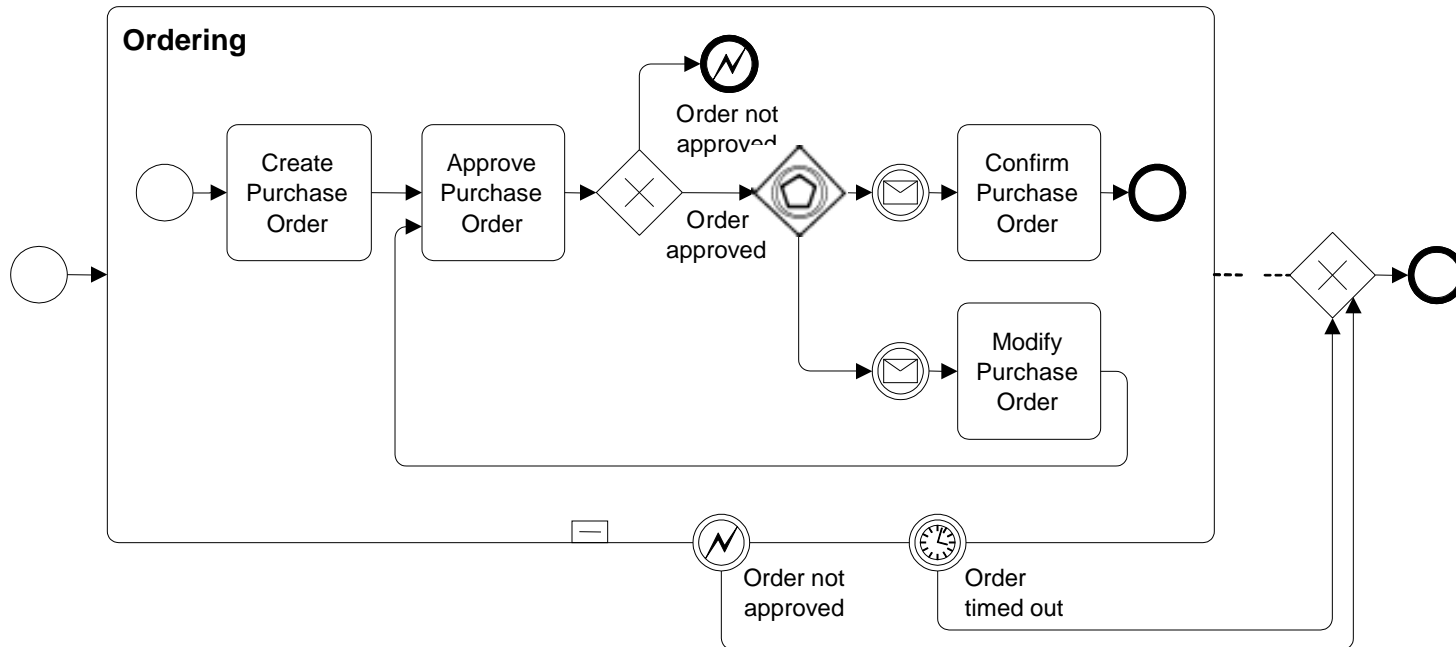 Ordering
Order not
approved
Create
Purchase
Order
Approve
Purchase
Order
Order
approved
Confirm
Purchase
Order
Modify
Purchase
Order
Order not
approved
Order
timed out